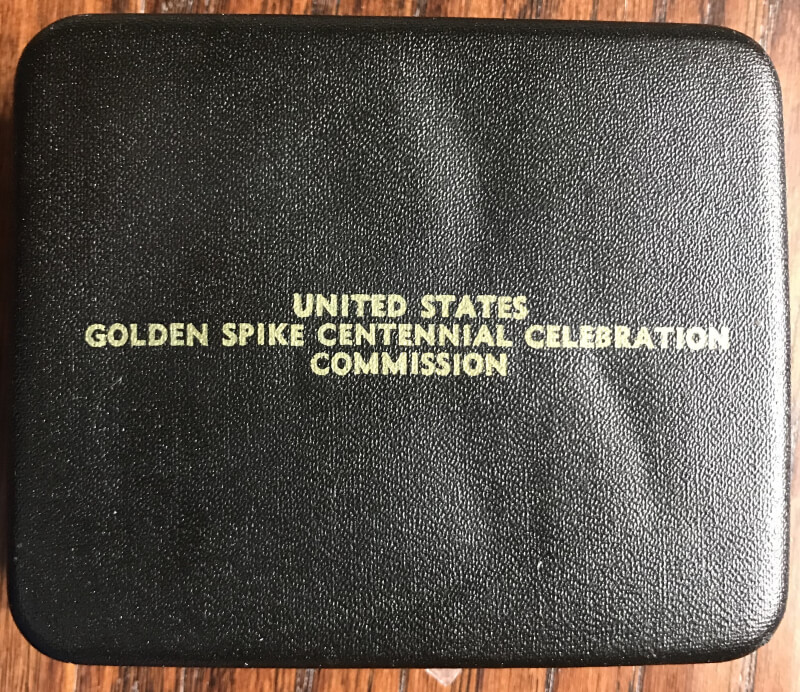 UNITED STATES
GOLDEN SPIKE CENTENNIAL CELEBRATION
COMMISSION